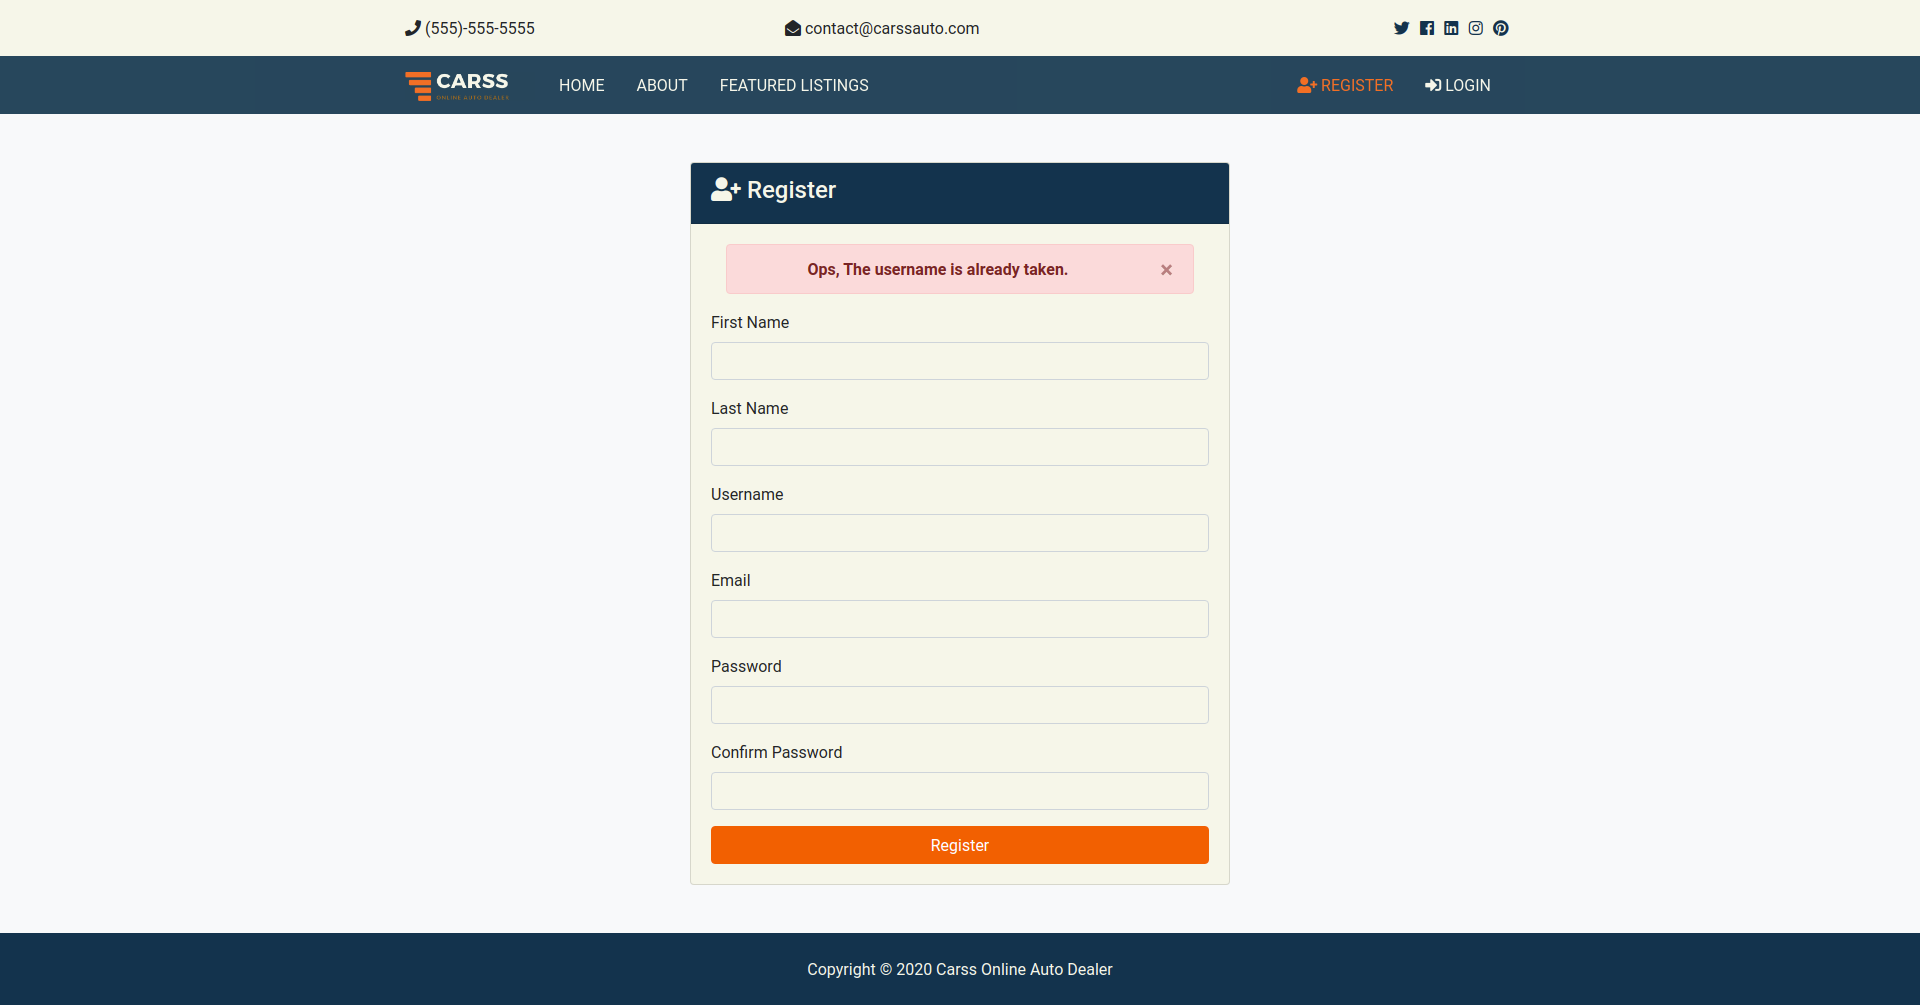 (555)-555-5555 contact@carssauto.com
CARSS
ONLINE AUTO DEALER
HOME ABOUT FEATURED LISTINGS REGISTER LOGIN
Register
Ops, The username is already taken. ×
First Name
Last Name
Username
Email
Password
Confirm Password
Register
Copyright © 2020 Carss Online Auto Dealer